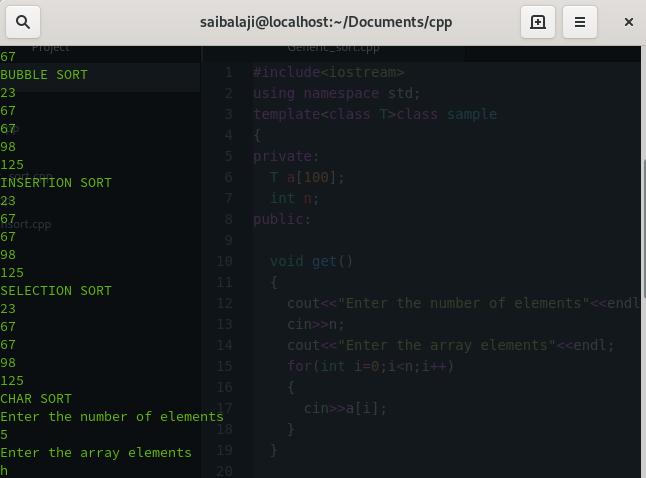 saibalaji@localhost:~/Documents/cpp
Project
Generic_sort.cpp
67
BUBBLE SORT
23
67
67
98
125
INSERTION SORT
23
67
67
98
125
SELECTION SORT
23
67
67
98
125
CHAR SORT
Enter the number of elements
5
Enter the array elements
h
sort.cpp
nsort.cpp
1 #include<iostream>
2 using namespace std;
3 template<class T>class sample
4 {
5 private:
6 T a[100];
7 int n;
8 public:
9
10 void get()
11 {
12 cout<<"Enter the number of elements"<<endl
13 cin>>n;
14 cout<<"Enter the array elements"<<endl;
15 for(int i=0;i<n;i++)
16 {
17 cin>>a[i];
18 }
19 }
20